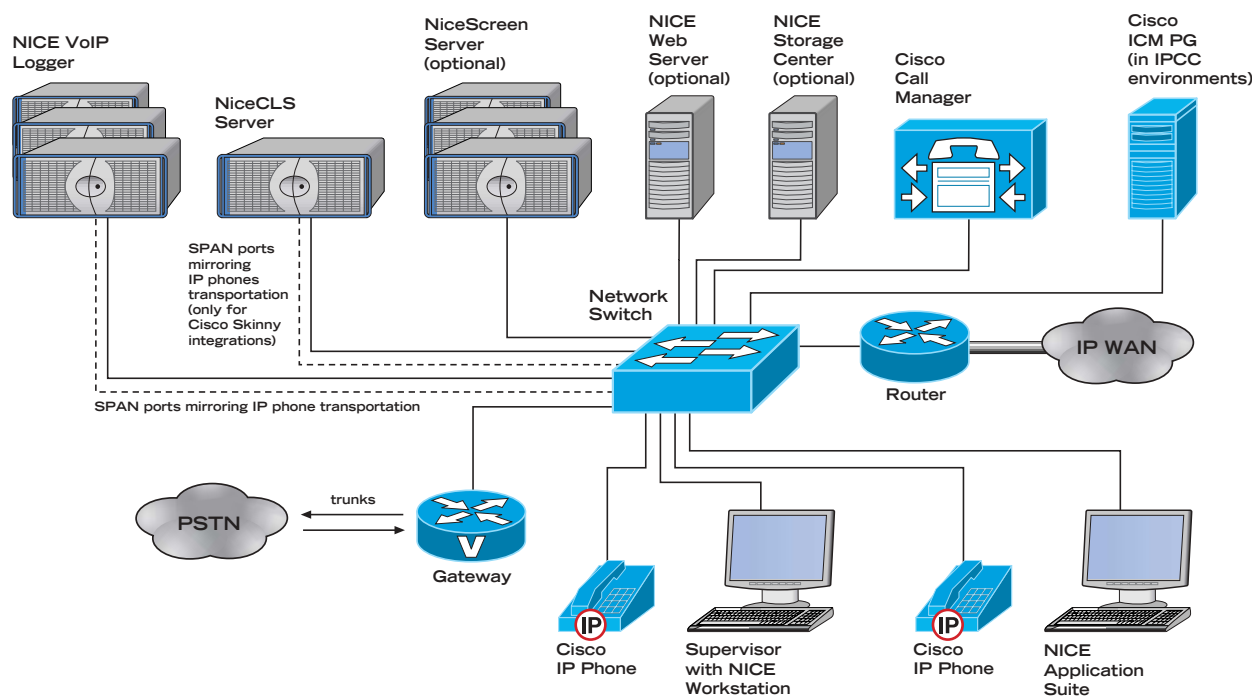 NICE VoIP
Logger
NiceCLS
Server
NiceScreen
Server
(optional)
NICE
Web
Server
(optional)
NICE
Storage
Center
(optional)
Cisco
Call
Manager
Cisco
ICM PG
(in IPCC
environments)
SPAN ports
mirroring
IP phones
transportation
(only for
Cisco Skinny
integrations)
Network
Switch
IP WAN
Router
SPAN ports mirroring IP phone transportation
PSTN
trunks
V
Gateway
IP
Cisco
IP Phone
Supervisor
with NICE
Workstation
IP
Cisco
IP Phone
NICE
Application
Suite